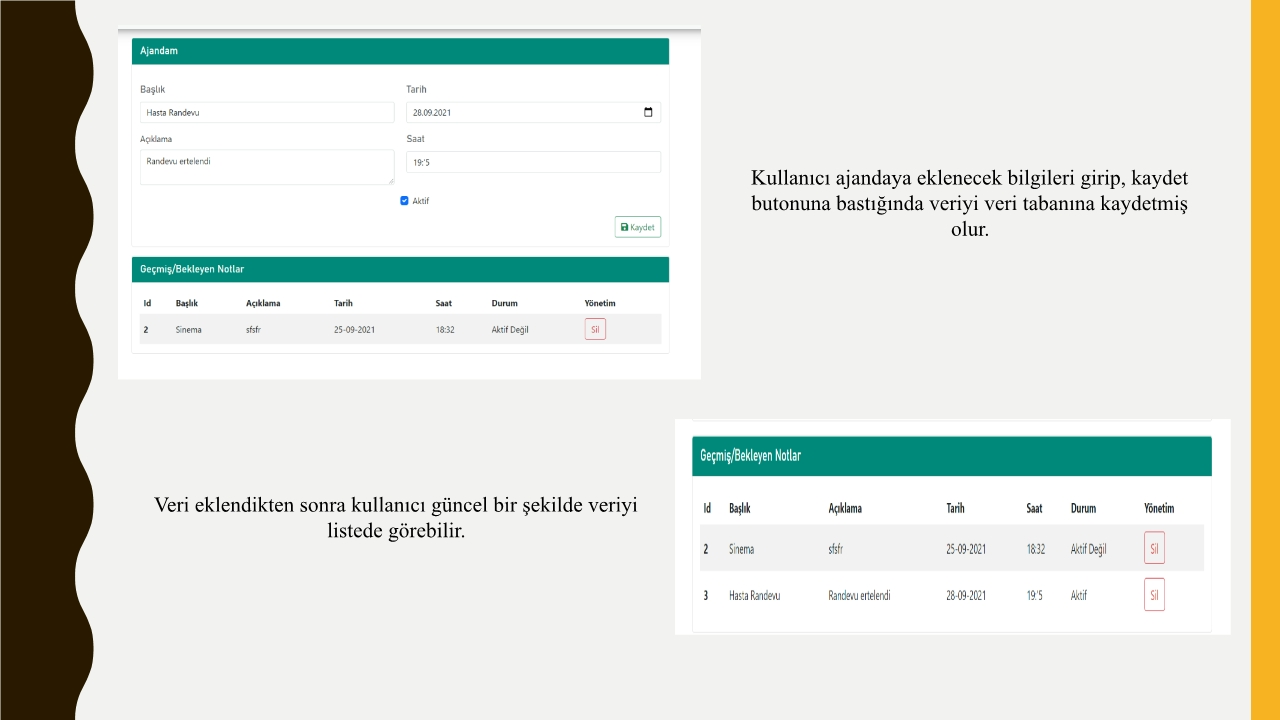 Ajandam
Başlık Tarih
Hasta Randevu 28.09.2021
Açıklama Saat
Randevu ertelendi 19:'5
Aktif
Kaydet
Geçmiş/Bekleyen Notlar
Id Başlık Açıklama Tarih Saat Durum Yönetim
2 Sinema sfsfr 25-09-2021 18:32 Aktif Değil Sil
Kullanıcı ajandaya eklenecek bilgileri girip, kaydet
butonuna bastığında veriyi veri tabanına kaydetmiş
olur.
Veri eklendikten sonra kullanıcı güncel bir şekilde veriyi
listede görebilir.
Geçmiş/Bekleyen Notlar
Id Başlık Açıklama Tarih Saat Durum Yönetim
2 Sinema sfsfr 25-09-2021 18:32 Aktif Değil Sil
3 Hasta Randevu Randevu ertelendi 28-09-2021 19:'5 Aktif Sil